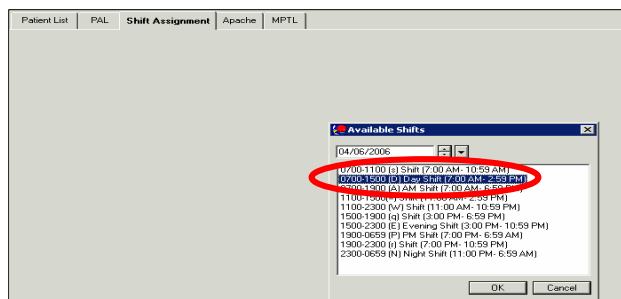 Patient List PAL Shift Assignment Apache MPTL
Available Shifts
04/06/2006
0700-1100 (s) Shift (7:00 AM- 10:59 AM)
0700-1500 (D) Day Shift (7:00 AM- 2:59 PM)
0700-1900 (A) AM Shift (7:00 AM- 6:59 PM)
1100-1500 Shift (11:00 AM- 2:59 PM)
1100-2300 (W) Shift (11:00 AM- 10:59 PM)
1500-1900 (q) Shift (3:00 PM- 6:59 PM)
1500-2300 (E) Evening Shift (3:00 PM- 10:59 PM)
1900-0659 (P) PM Shift (7:00 PM- 6:59 AM)
1900-2300 (r) Shift (7:00 PM- 10:59 PM)
2300-0659 (N) Night Shift (11:00 PM- 6:59 AM)
OK Cancel